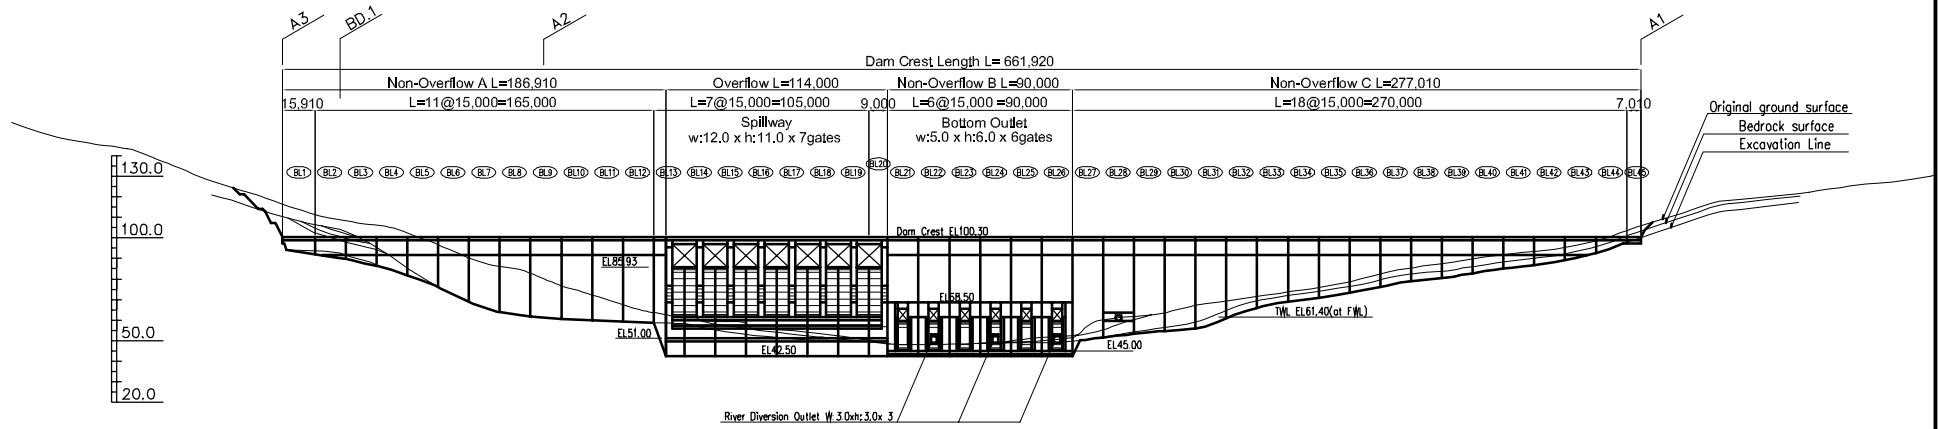 A3
BD.1
A2
A1
Dam Crest Length L= 661,920
Non-Overflow A L=186,910
Overflow L=114,000
Non-Overflow B L=90,000
Non-Overflow C L=277,010
15,910
L=11@15,000=165,000
L=7@15,000=105,000
9,000
L=6@15,000 =90,000
L=18@15,000=270,000
7,010
Spillway
w:12.0 x h:11.0 x 7gates
Bottom Outlet
w:5.0 x h:6.0 x 6gates
Original ground surface
Bedrock surface
Excavation Line
BL1 BL2 BL3 BL4 BL5 BL6 BL7 BL8 BL9 BL10 BL11 BL12 BL13 BL14 BL15 BL16 BL17 BL18 BL19 BL20 BL21 BL22 BL23 BL24 BL25 BL26 BL27 BL28 BL29 BL30 BL31 BL32 BL33 BL34 BL35 BL36 BL37 BL38 BL39 BL40 BL41 BL42 BL43 BL44 BL45
130.0
100.0
50.0
20.0
Dam Crest EL100.30
EL85.93
EL58.50
TWL EL61.40(at FWL)
EL51.00
EL42.50
EL45.00
River Diversion Outlet W:3.0xh:3.0x 3